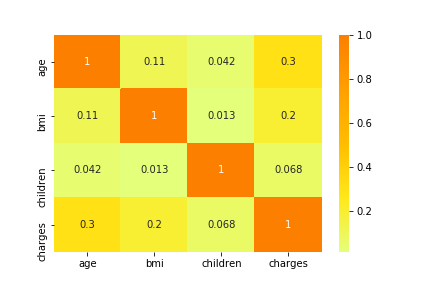 age 1 0.11 0.042 0.3
bmi 0.11 1 0.013 0.2
children 0.042 0.013 1 0.068
charges 0.3 0.2 0.068 1
age bmi children charges
1.0
0.8
0.6
0.4
0.2